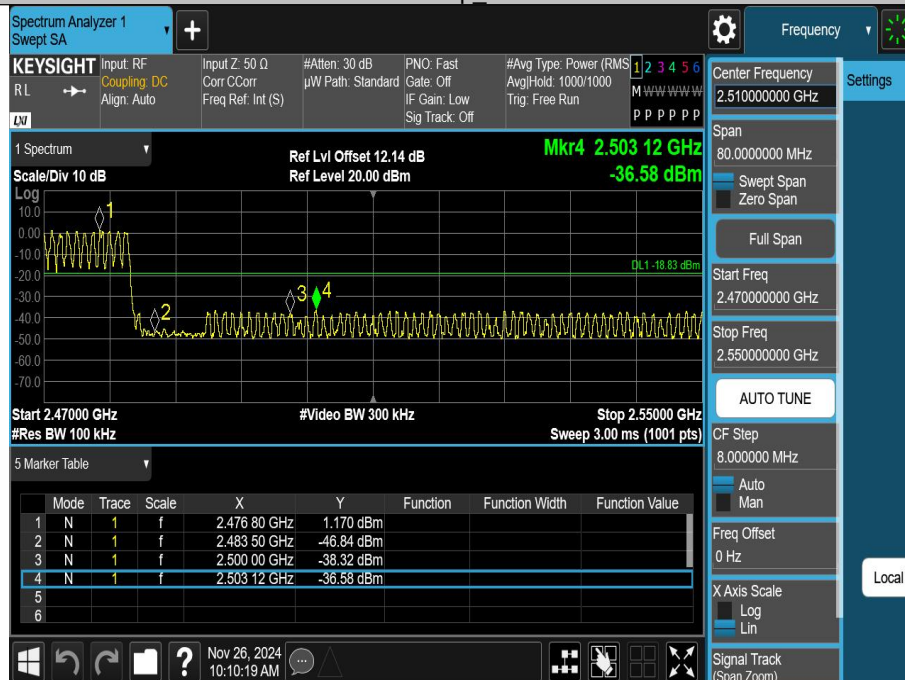 Spectrum Analyzer 1
Swept SA
Frequency
KEYSIGHT
RL
LXI
Input: RF
Coupling: DC
Align: Auto
Input Z: 50 Ω
Corr CCorr
Freq Ref: Int (S)
#Atten: 30 dB
µW Path: Standard
PNO: Fast
Gate: Off
IF Gain: Low
Sig Track: Off
#Avg Type: Power (RMS
Avg|Hold: 1000/1000
Trig: Free Run
1 2 3 4 5 6
M W W W W W
P P P P P P
1 Spectrum
Scale/Div 10 dB
Ref Lvl Offset 12.14 dB
Ref Level 20.00 dBm
Mkr4 2.503 12 GHz
-36.58 dBm
Log
10.0
0.00
-10.0
-20.0
-30.0
-40.0
-50.0
-60.0
-70.0
1
2
3
4
DL1 -18.83 dBm
Start 2.47000 GHz
#Res BW 100 kHz
#Video BW 300 kHz
Stop 2.55000 GHz
Sweep 3.00 ms (1001 pts)
5 Marker Table
Mode Trace Scale X Y Function Function Width Function Value
1 N 1 f 2.476 80 GHz 1.170 dBm
2 N 1 f 2.483 50 GHz -46.84 dBm
3 N 1 f 2.500 00 GHz -38.32 dBm
4 N 1 f 2.503 12 GHz -36.58 dBm
5
6
Nov 26, 2024
10:10:19 AM
Center Frequency
2.510000000 GHz
Span
80.0000000 MHz
Swept Span
Zero Span
Full Span
Start Freq
2.470000000 GHz
Stop Freq
2.550000000 GHz
AUTO TUNE
CF Step
8.000000 MHz
Auto
Man
Freq Offset
0 Hz
X Axis Scale
Log
Lin
Signal Track
(Span Zoom)
Settings
Local